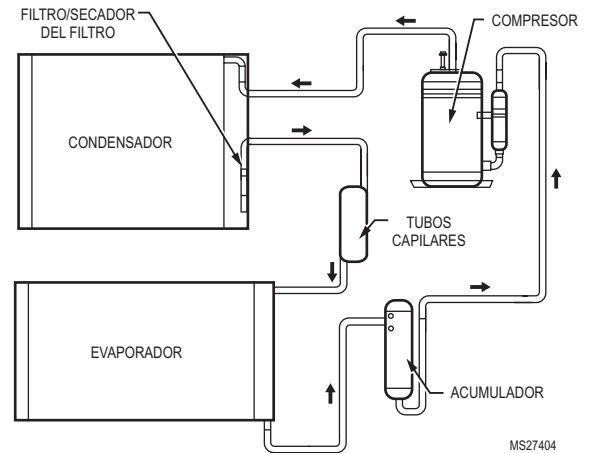 FILTRO/SECADOR
DEL FILTRO
COMPRESOR
CONDENSADOR
TUBOS
CAPILARES
EVAPORADOR
ACUMULADOR
MS27404